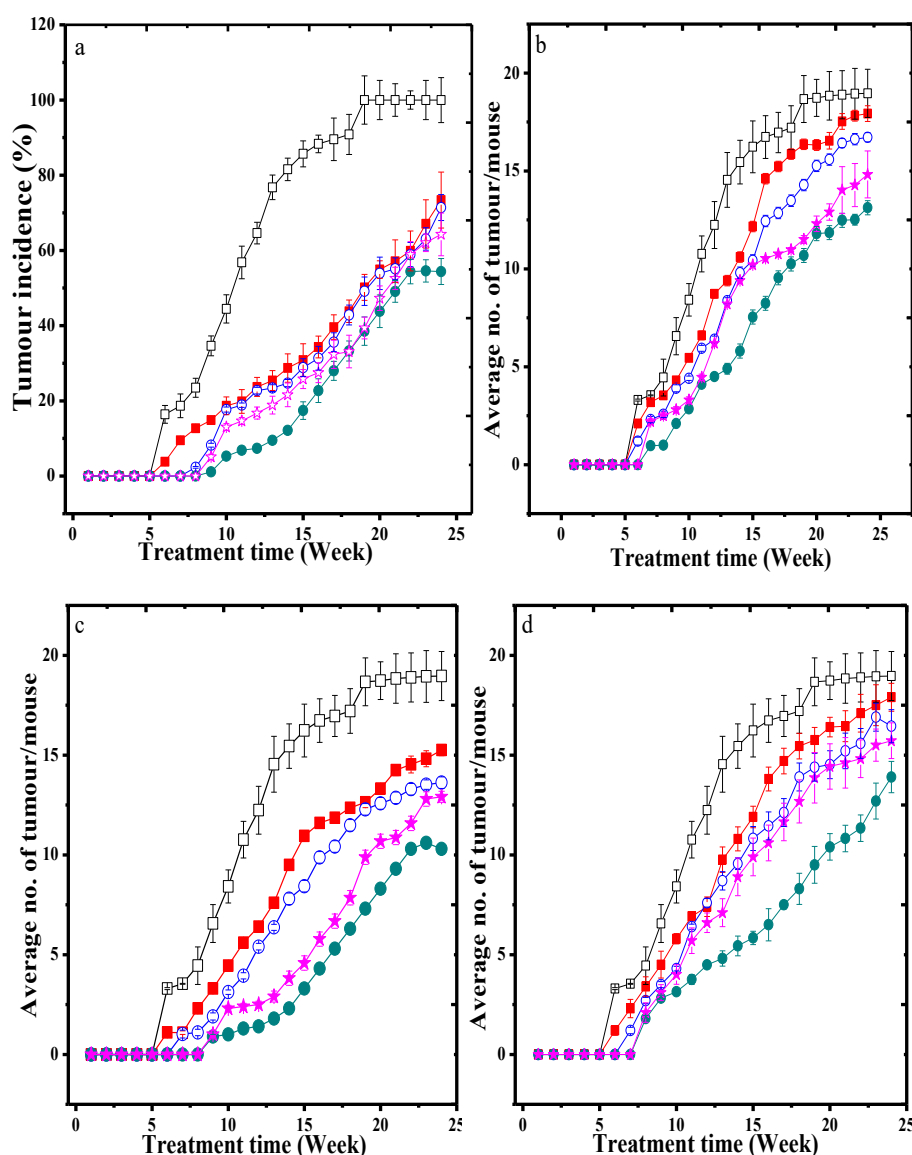 a
120
100
80
60
40
20
0
Tumour incidence (%)
0 5 10 15 20 25
Treatment time (Week)
b
20
15
10
5
0
Average no. of tumour/mouse
0 5 10 15 20 25
Treatment time (Week)
c
20
15
10
5
0
Average no. of tumour/mouse
0 5 10 15 20 25
Treatment time (Week)
d
20
15
10
5
0
Average no. of tumour/mouse
0 5 10 15 20 25
Treatment time (Week)